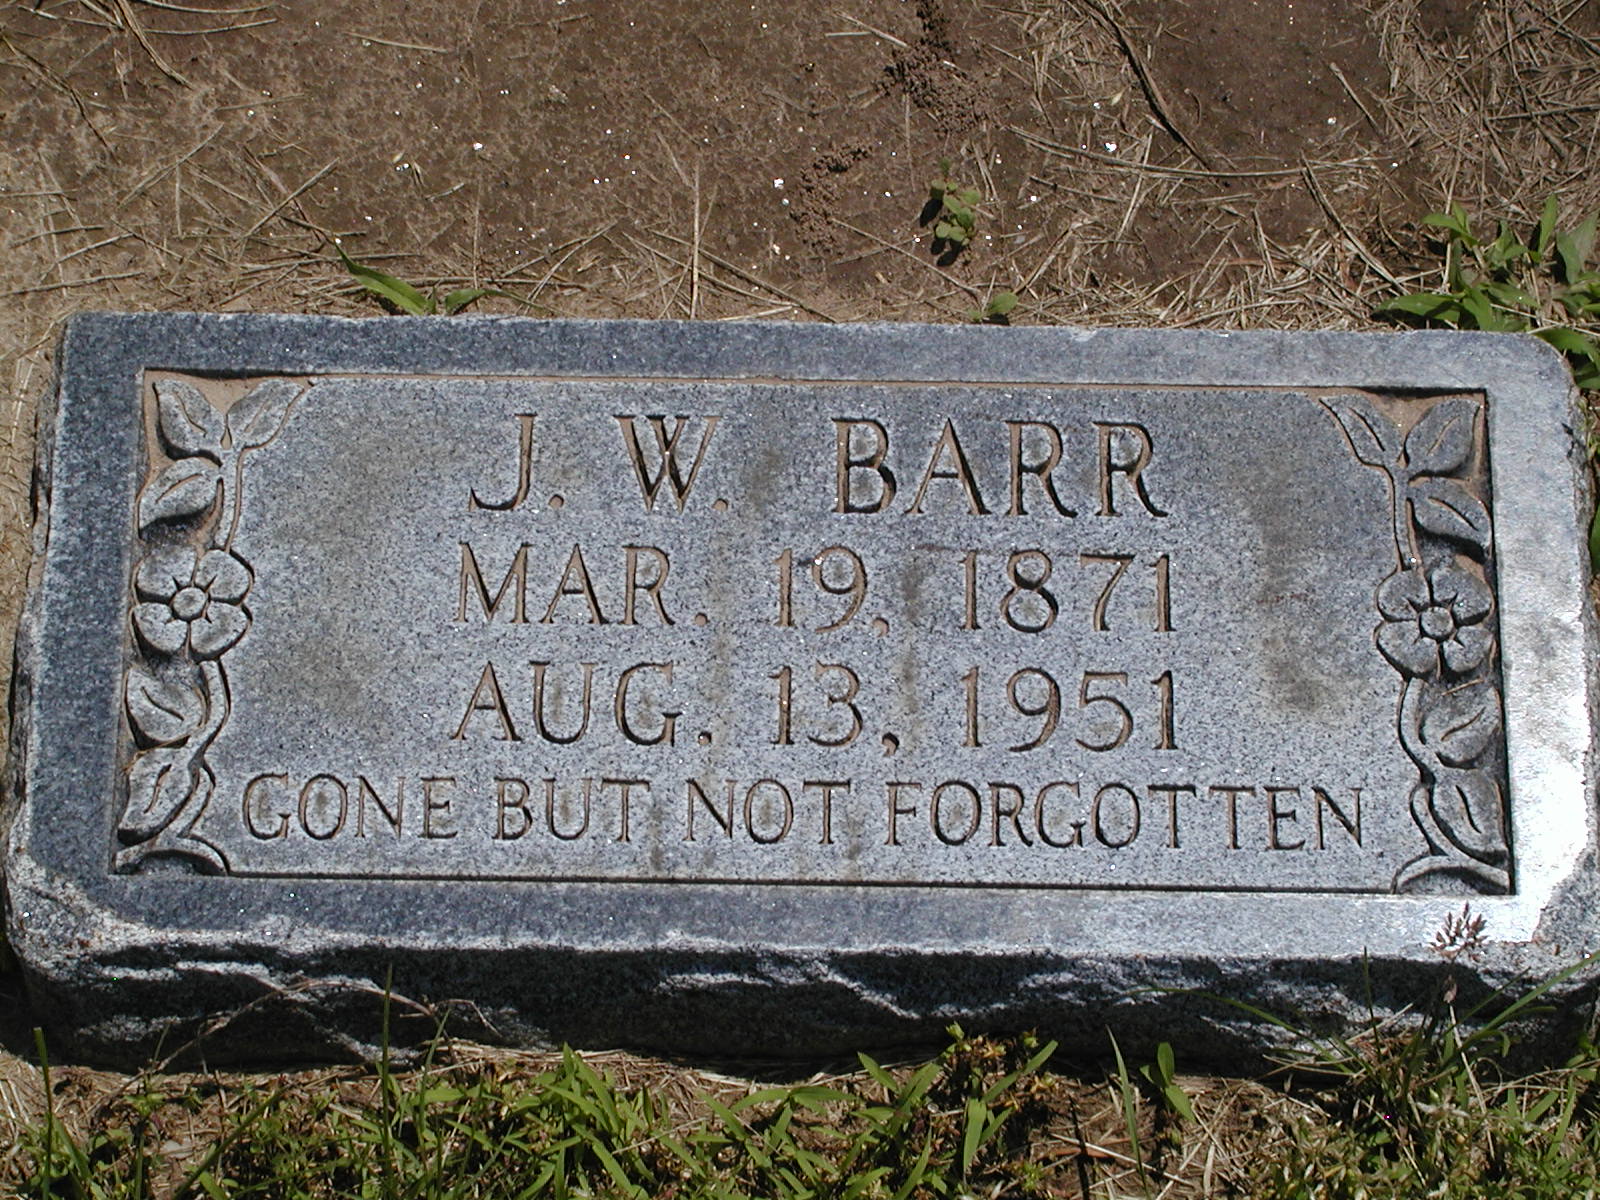 J. W. BARR
MAR. 19, 1871
AUG. 13, 1951
GONE BUT NOT FORGOTTEN